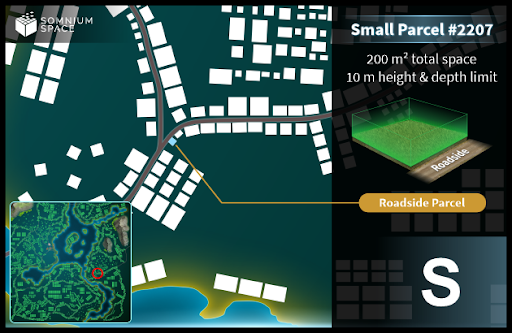 SOMNIUM
SPACE
Small Parcel #2207
200 m² total space
10 m height & depth limit
Roadside
Roadside Parcel
S